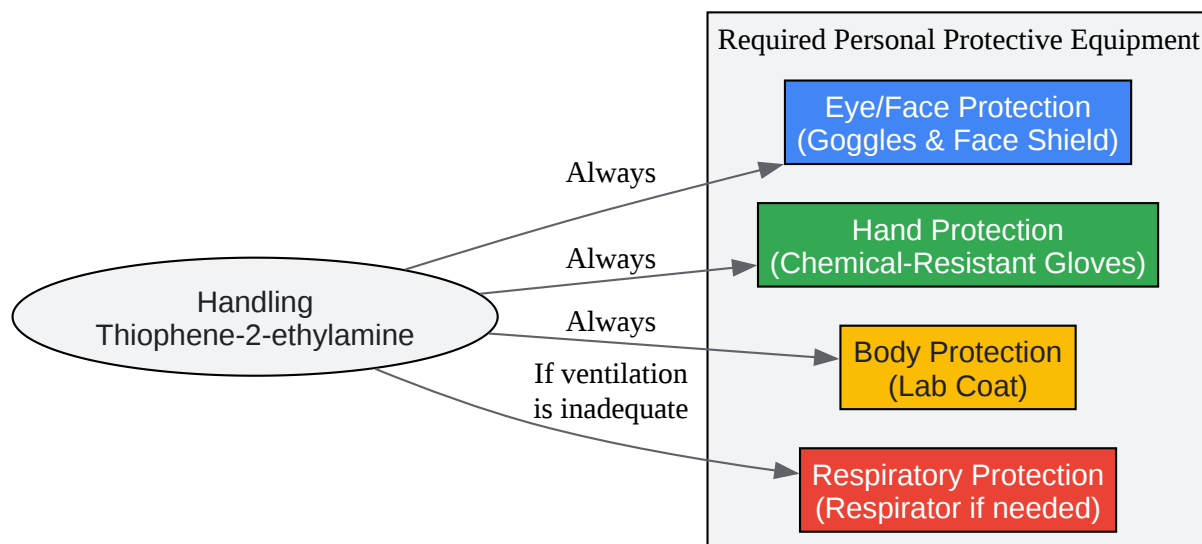 Required Personal Protective Equipment
Eye/Face Protection
(Goggles & Face Shield)
Always
Hand Protection
(Chemical-Resistant Gloves)
Always
Handling
Thiophene-2-ethylamine
Always
Body Protection
(Lab Coat)
If ventilation
is inadequate
Respiratory Protection
(Respirator if needed)